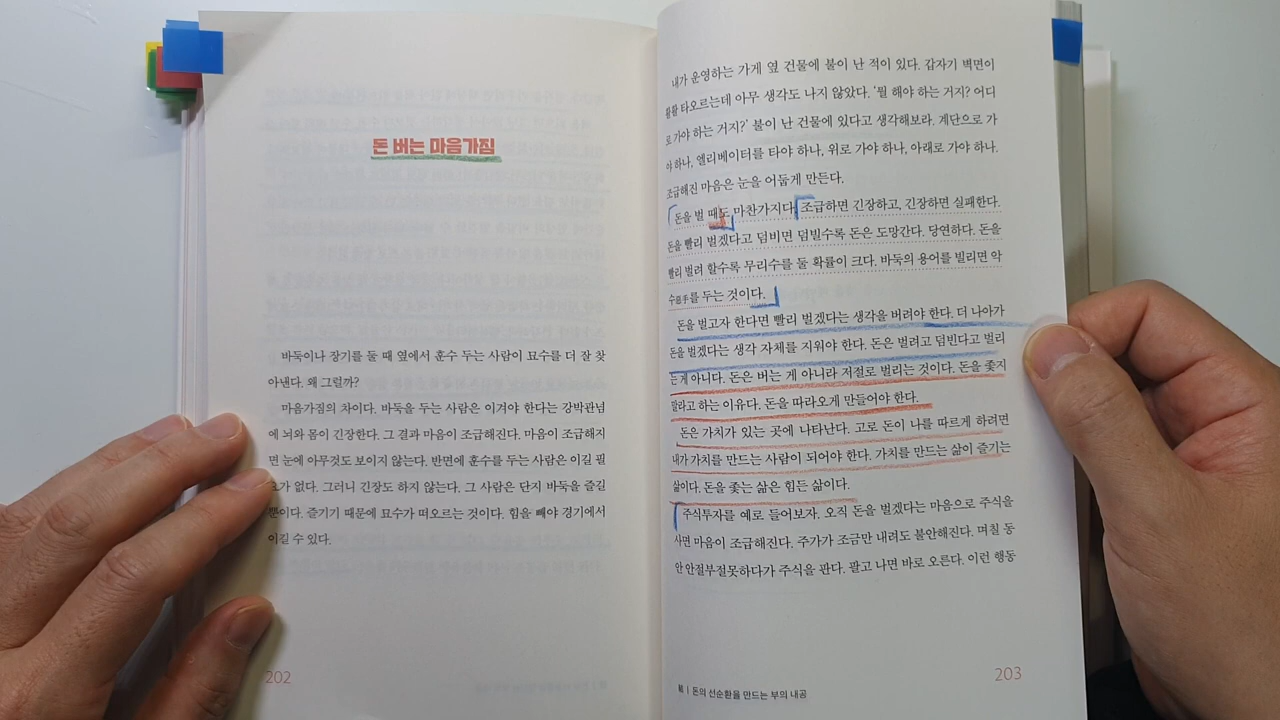 돈 버는 마음가짐
바둑이나 장기를 둘 때 옆에서 훈수 두는 사람이 묘수를 더 잘 찾
아낸다. 왜 그럴까?
마음가짐의 차이다. 바둑을 두는 사람은 이겨야 한다는 강박관념
에 뇌와 몸이 긴장한다. 그 결과 마음이 조급해진다. 마음이 조급해지
면 눈에 아무것도 보이지 않는다. 반면에 훈수를 두는 사람은 이길 필
요가 없다. 그러니 긴장도 하지 않는다. 그 사람은 단지 바둑을 즐길
뿐이다. 즐기기 때문에 묘수가 떠오르는 것이다. 힘을 빼야 경기에서
이길 수 있다.
202
내가 운영하는 가게 옆 건물에 불이 난 적이 있다. 갑자기 벽면이
활활 타오르는데 아무 생각도 나지 않았다. '뭘 해야 하는 거지? 어디
로 가야 하는 거지?' 불이 난 건물에 있다고 생각해보라. 계단으로 가
야 하나, 엘리베이터를 타야 하나, 위로 가야 하나, 아래로 가야 하나.
조급해진 마음은 눈을 어둡게 만든다.
돈을 벌 때도 마찬가지다. 조급하면 긴장하고, 긴장하면 실패한다.
돈을 빨리 벌겠다고 덤비면 덤빌수록 돈은 도망간다. 당연하다. 돈을
빨리 벌려 할수록 무리수를 둘 확률이 크다. 바둑의 용어를 빌리면 악
수惡手를 두는 것이다.
돈을 벌고자 한다면 빨리 벌겠다는 생각을 버려야 한다. 더 나아가
돈을 벌겠다는 생각 자체를 지워야 한다. 돈은 벌려고 덤빈다고 벌리
는 게 아니다. 돈은 버는 게 아니라 저절로 벌리는 것이다. 돈을 좇지
말라고 하는 이유다. 돈을 따라오게 만들어야 한다.
돈은 가치가 있는 곳에 나타난다. 고로 돈이 나를 따르게 하려면
내가 가치를 만드는 사람이 되어야 한다. 가치를 만드는 삶이 즐기는
삶이다. 돈을 좇는 삶은 힘든 삶이다.
주식투자를 예로 들어보자. 오직 돈을 벌겠다는 마음으로 주식을
사면 마음이 조급해진다. 주가가 조금만 내려도 불안해진다. 며칠 동
안 안절부절못하다가 주식을 판다. 팔고 나면 바로 오른다. 이런 행동
| 돈의 선순환을 만드는 부의 내공
203